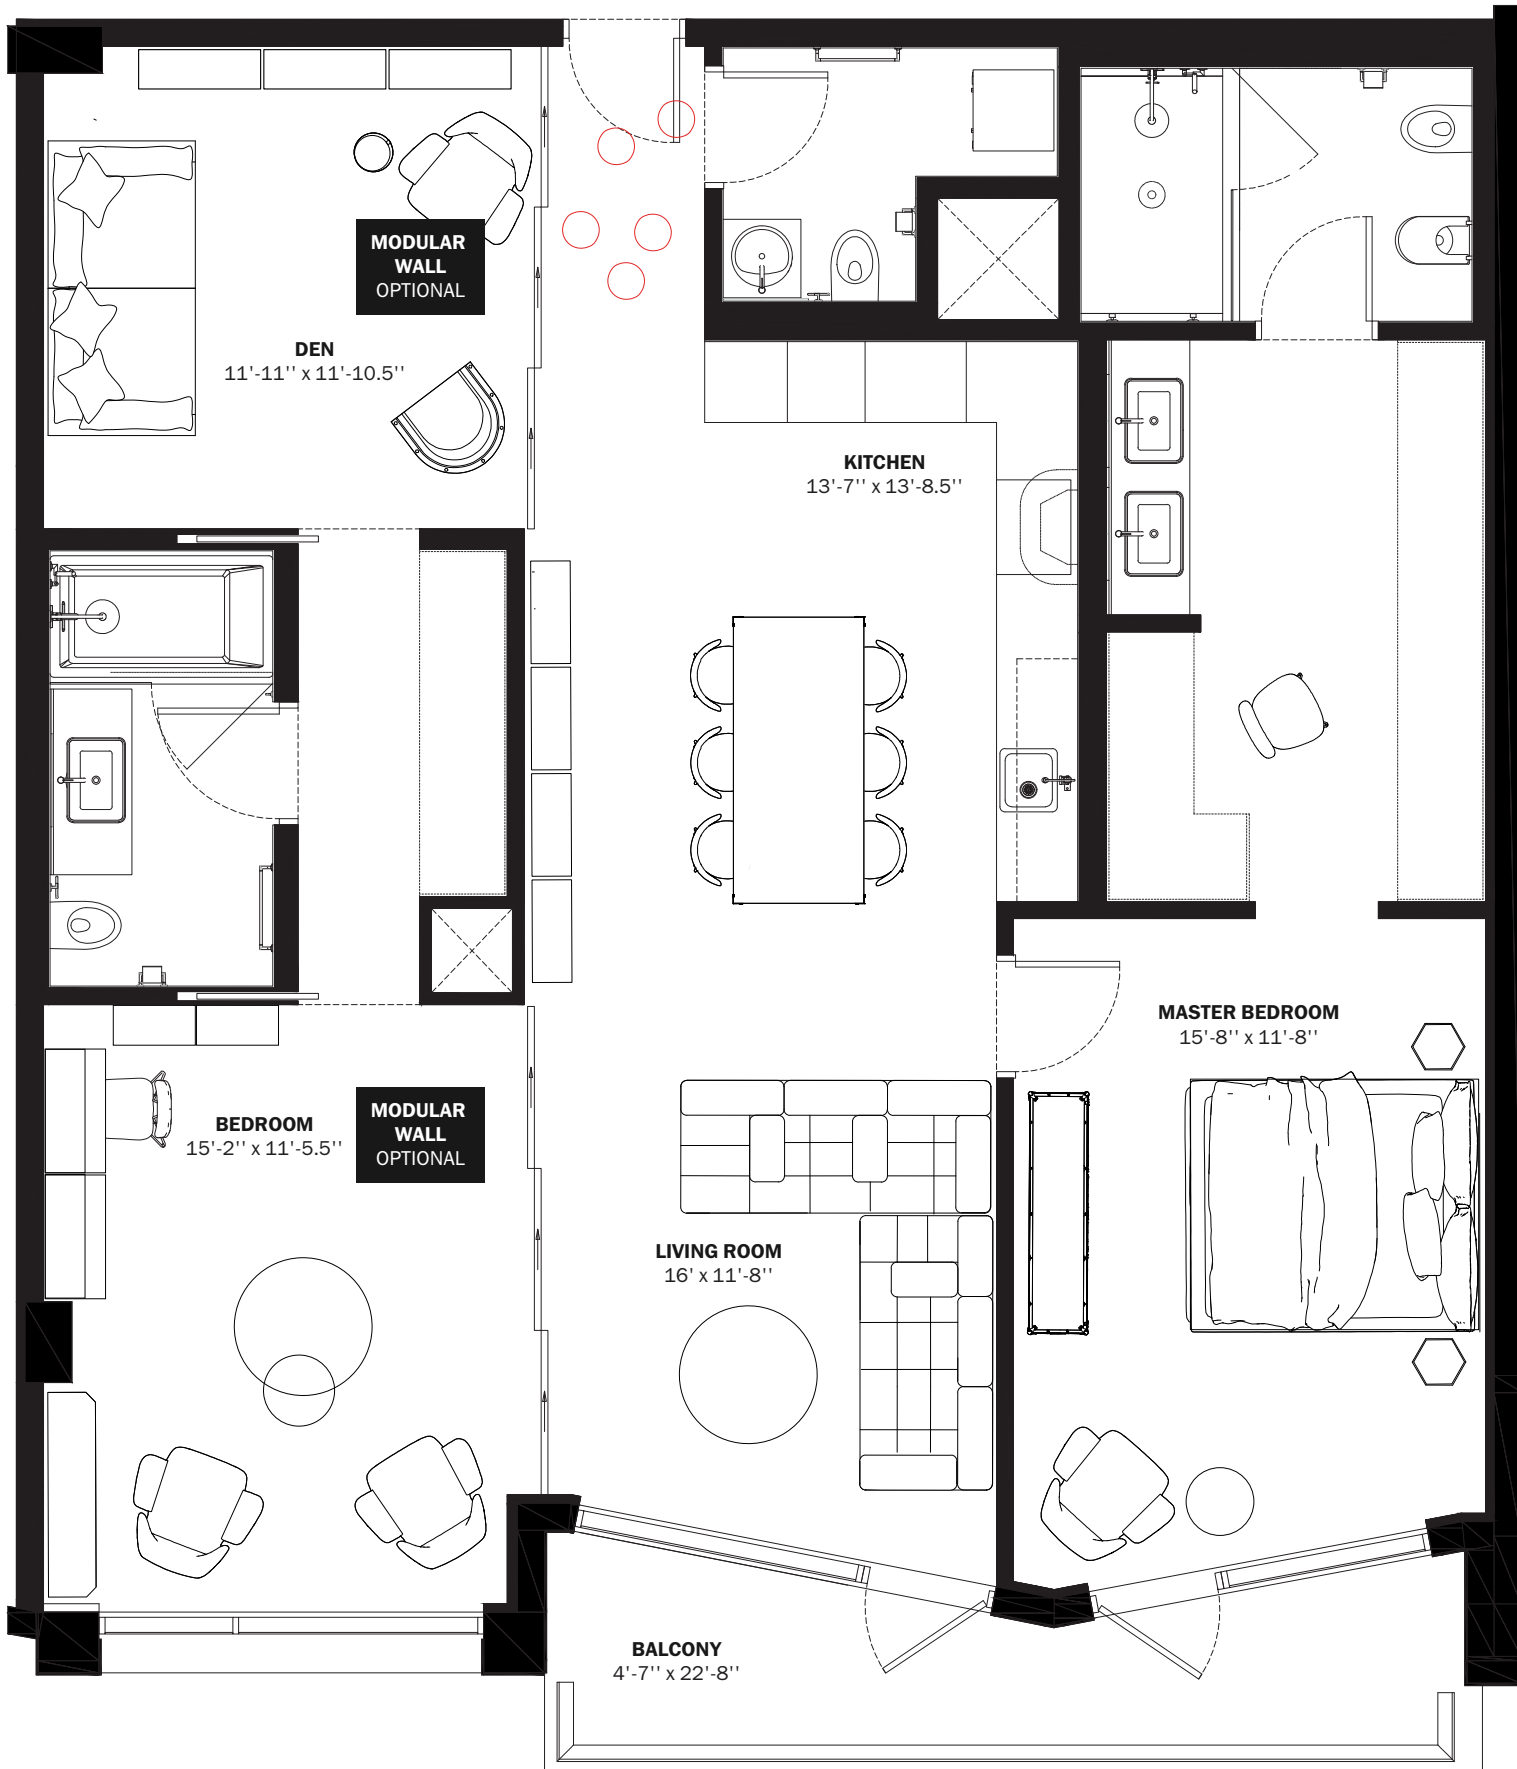 MODULAR
WALL
OPTIONAL
DEN
11'-11'' x 11'-10.5''
KITCHEN
13'-7'' x 13'-8.5''
MASTER BEDROOM
15'-8'' x 11'-8''
BEDROOM
15'-2'' x 11'-5.5''
MODULAR
WALL
OPTIONAL
LIVING ROOM
16' x 11'-8''
BALCONY
4'-7'' x 22'-8''